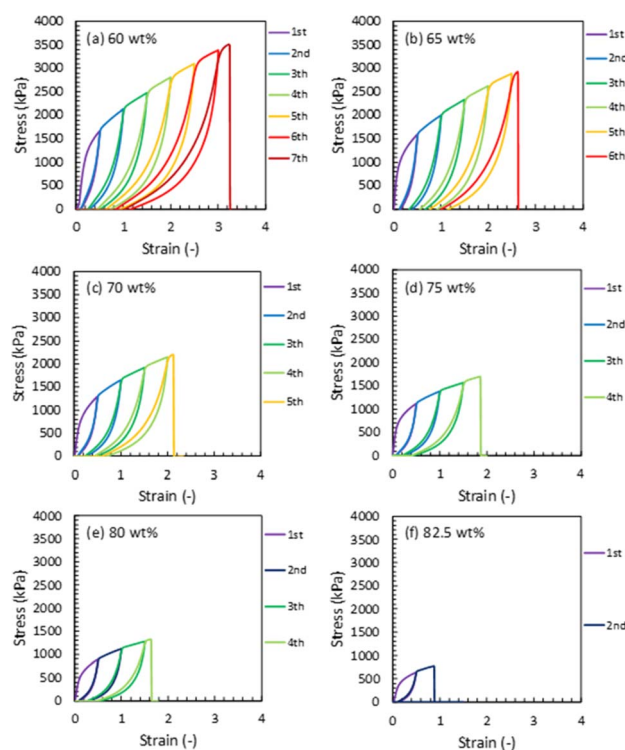 (a) 60 wt%
Stress (kPa)
4000
3500
3000
2500
2000
1500
1000
500
0
0 1 2 3 4
Strain (-)
1st
2nd
3th
4th
5th
6th
7th
(b) 65 wt%
Stress (kPa)
4000
3500
3000
2500
2000
1500
1000
500
0
0 1 2 3 4
Strain (-)
1st
2nd
3th
4th
5th
6th
(c) 70 wt%
Stress (kPa)
4000
3500
3000
2500
2000
1500
1000
500
0
0 1 2 3 4
Strain (-)
1st
2nd
3th
4th
5th
(d) 75 wt%
Stress (kPa)
4000
3500
3000
2500
2000
1500
1000
500
0
0 1 2 3 4
Strain (-)
1st
2nd
3th
4th
(e) 80 wt%
Stress (kPa)
4000
3500
3000
2500
2000
1500
1000
500
0
0 1 2 3 4
Strain (-)
1st
2nd
3th
4th
(f) 82.5 wt%
Stress (kPa)
4000
3500
3000
2500
2000
1500
1000
500
0
0 1 2 3 4
Strain (-)
1st
2nd